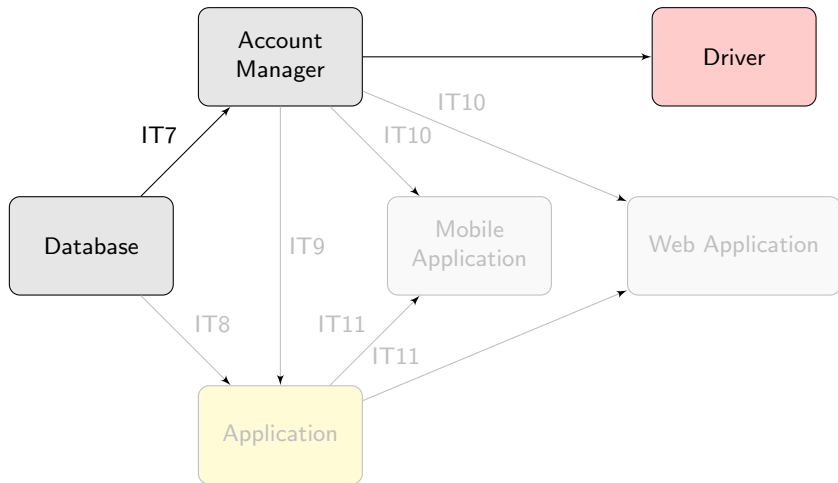 Account
Manager
Driver
IT10
IT7
IT10
Database
IT9
Mobile
Application
Web Application
IT8
IT11
IT11
Application